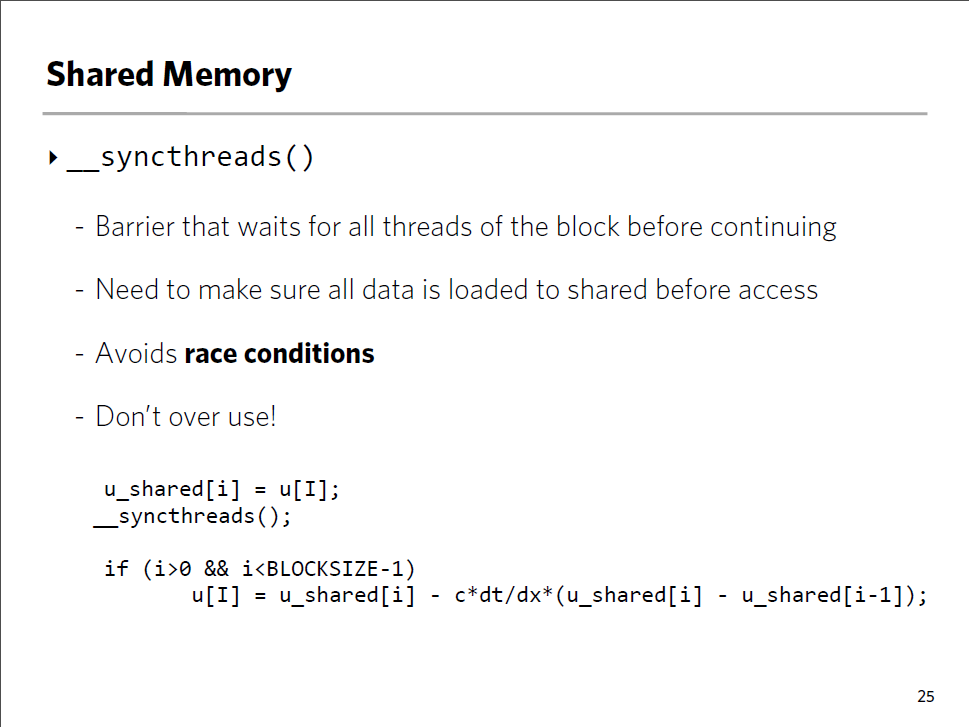 Shared Memory
__syncthreads()
- Barrier that waits for all threads of the block before continuing
- Need to make sure all data is loaded to shared before access
- Avoids race conditions
- Don’t over use!
u_shared[i] = u[I];
__syncthreads();
if (i>0 && i<BLOCKSIZE-1)
u[I] = u_shared[i] - c*dt/dx*(u_shared[i] - u_shared[i-1]);
25